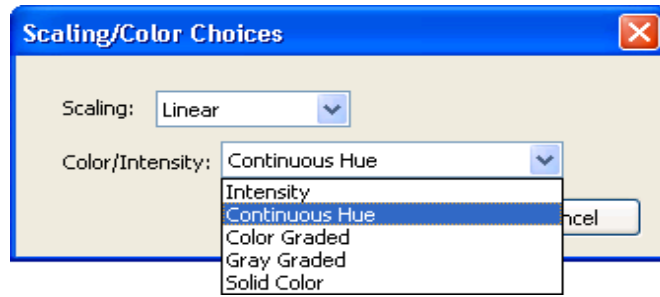 Scaling/Color Choices
Scaling: Linear
Color/Intensity: Continuous Hue
Intensity
Continuous Hue
Color Graded
Gray Graded
Solid Color
ncel